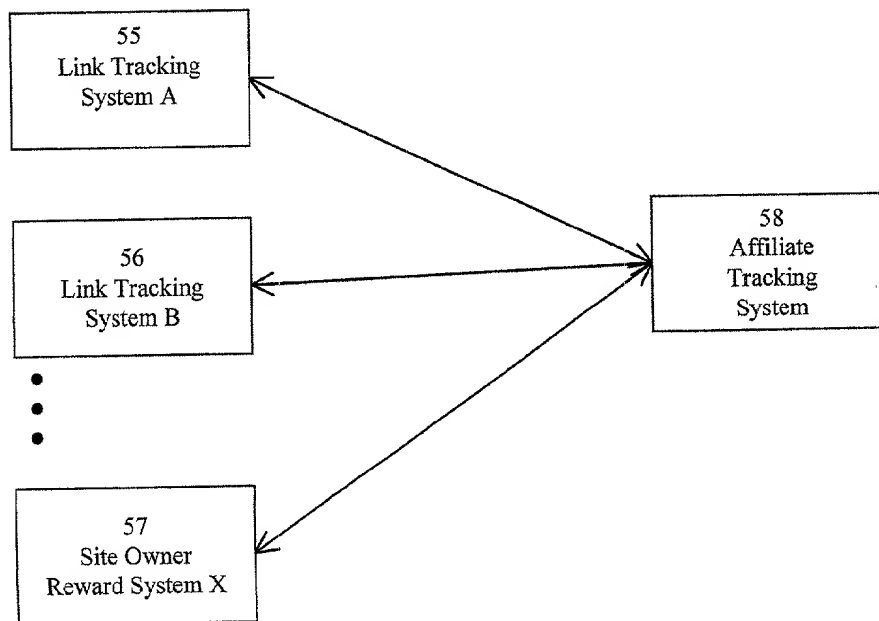 55
Link Tracking
System A
56
Link Tracking
System B
57
Site Owner
Reward System X
58
Affiliate
Tracking
System